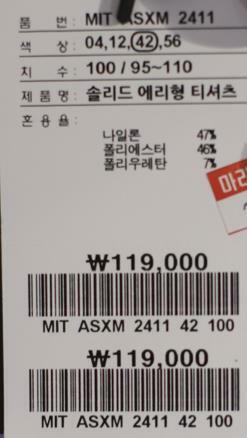 품 번: MIT ASXM 2411
색 상: 04,12,42,56
치 수: 100 / 95~110
제 품 명: 솔리드 에리형 티셔츠
혼 용 율:
나일론 47%
폴리에스터 46%
폴리우레탄 7%
₩119,000
MIT ASXM 2411 42 100
₩119,000
MIT ASXM 2411 42 100